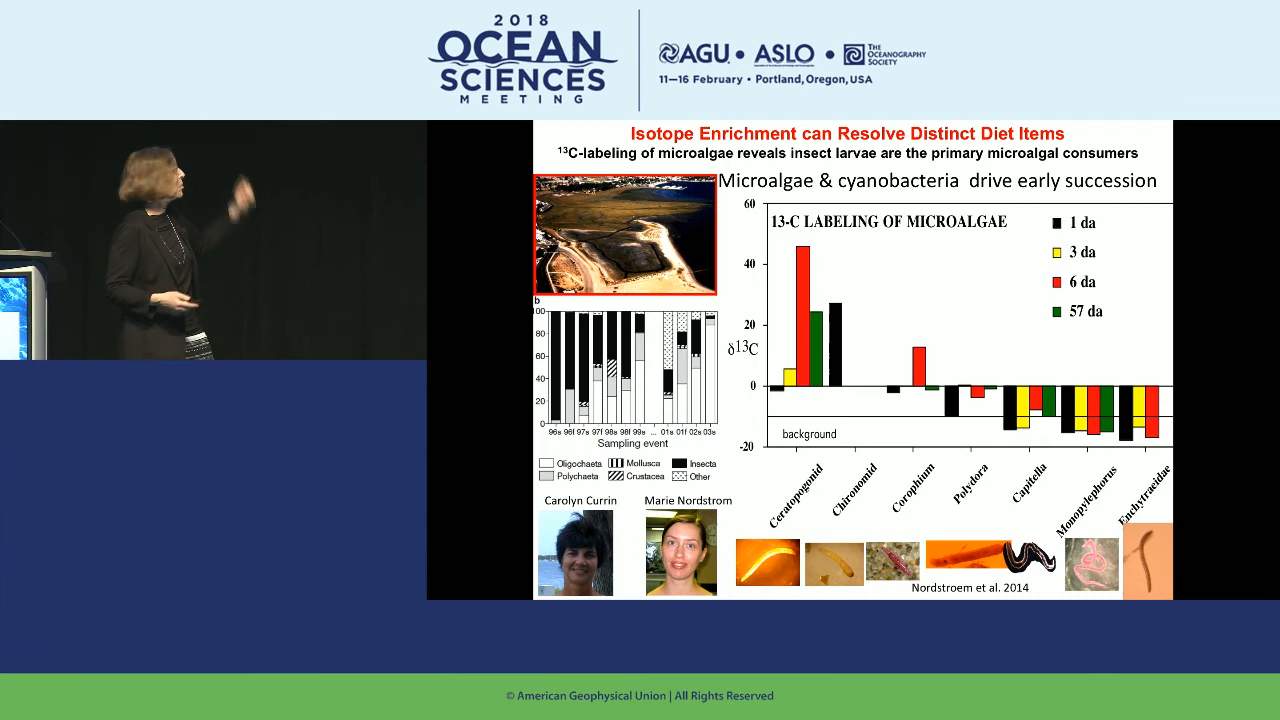 2018
OCEAN
SCIENCES
MEETING
AGU • ASLO • THE OCEANOGRAPHY SOCIETY
11–16 February • Portland, Oregon, USA
Isotope Enrichment can Resolve Distinct Diet Items
¹³C-labeling of microalgae reveals insect larvae are the primary microalgal consumers
Microalgae & cyanobacteria drive early succession
13-C LABELING OF MICROALGAE
1 da
3 da
6 da
57 da
60
40
20
0
-20
δ13C
background
Ceratopogonid
Chironomid
Corophium
Polydora
Capitella
Monopylephorus
Enchytracidae
b
100
80
60
40
20
0
96s 96f 97s 97f 98s 98f 99s ... 01s 01f 02s 03s
Sampling event
Oligochaeta Mollusca Insecta
Polychaeta Crustacea Other
Carolyn Currin Marie Nordstrom
Nordstroem et al. 2014
© American Geophysical Union | All Rights Reserved